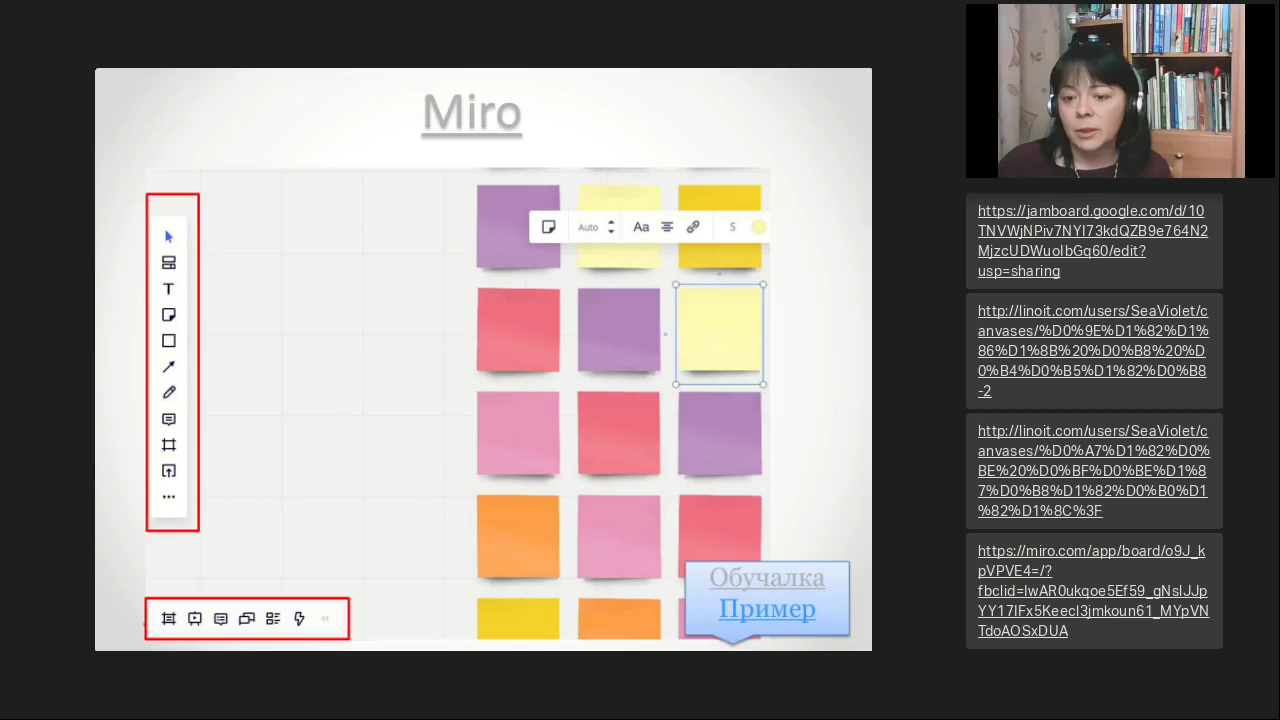 Miro
Auto
Aa
S
T
Обучалка
Пример
https://jamboard.google.com/d/10
TNVWjNPiv7NYI73kdQZB9e764N2
MjzcUDWuoIbGq60/edit?
usp=sharing
http://linoit.com/users/SeaViolet/c
anvases/%D0%9E%D1%82%D1%
86%D1%8B%20%D0%B8%20%D
0%B4%D0%B5%D1%82%D0%B8
-2
http://linoit.com/users/SeaViolet/c
anvases/%D0%A7%D1%82%D0%
BE%20%D0%BF%D0%BE%D1%8
7%D0%B8%D1%82%D0%B0%D1
%82%D1%8C%3F
https://miro.com/app/board/o9J_k
pVPVE4=/?
fbclid=IwAR0ukqoe5Ef59_gNslJJp
YY17IFx5KeecI3jmkoun61_MYpVN
TdoAOSxDUA